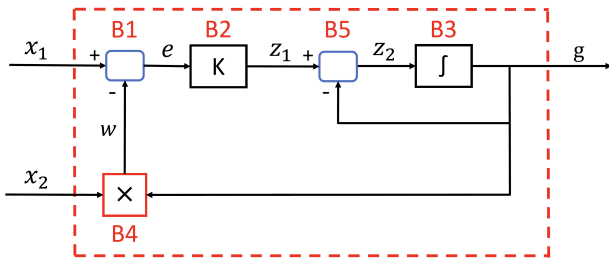 B1 B2 B5 B3
x₁ + e K z₁ + z₂ ∫ g
- -
w
x₂ ×
B4